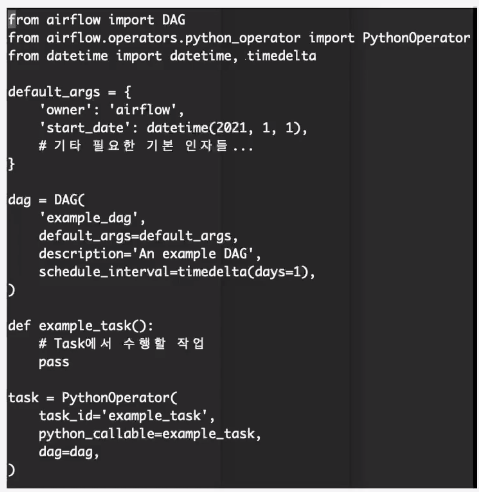 from airflow import DAG
from airflow.operators.python_operator import PythonOperator
from datetime import datetime, timedelta

default_args = {
    'owner': 'airflow',
    'start_date': datetime(2021, 1, 1),
    # 기타 필요한 기본 인자들...
}

dag = DAG(
    'example_dag',
    default_args=default_args,
    description='An example DAG',
    schedule_interval=timedelta(days=1),
)

def example_task():
    # Task에서 수행할 작업
    pass

task = PythonOperator(
    task_id='example_task',
    python_callable=example_task,
    dag=dag,
)